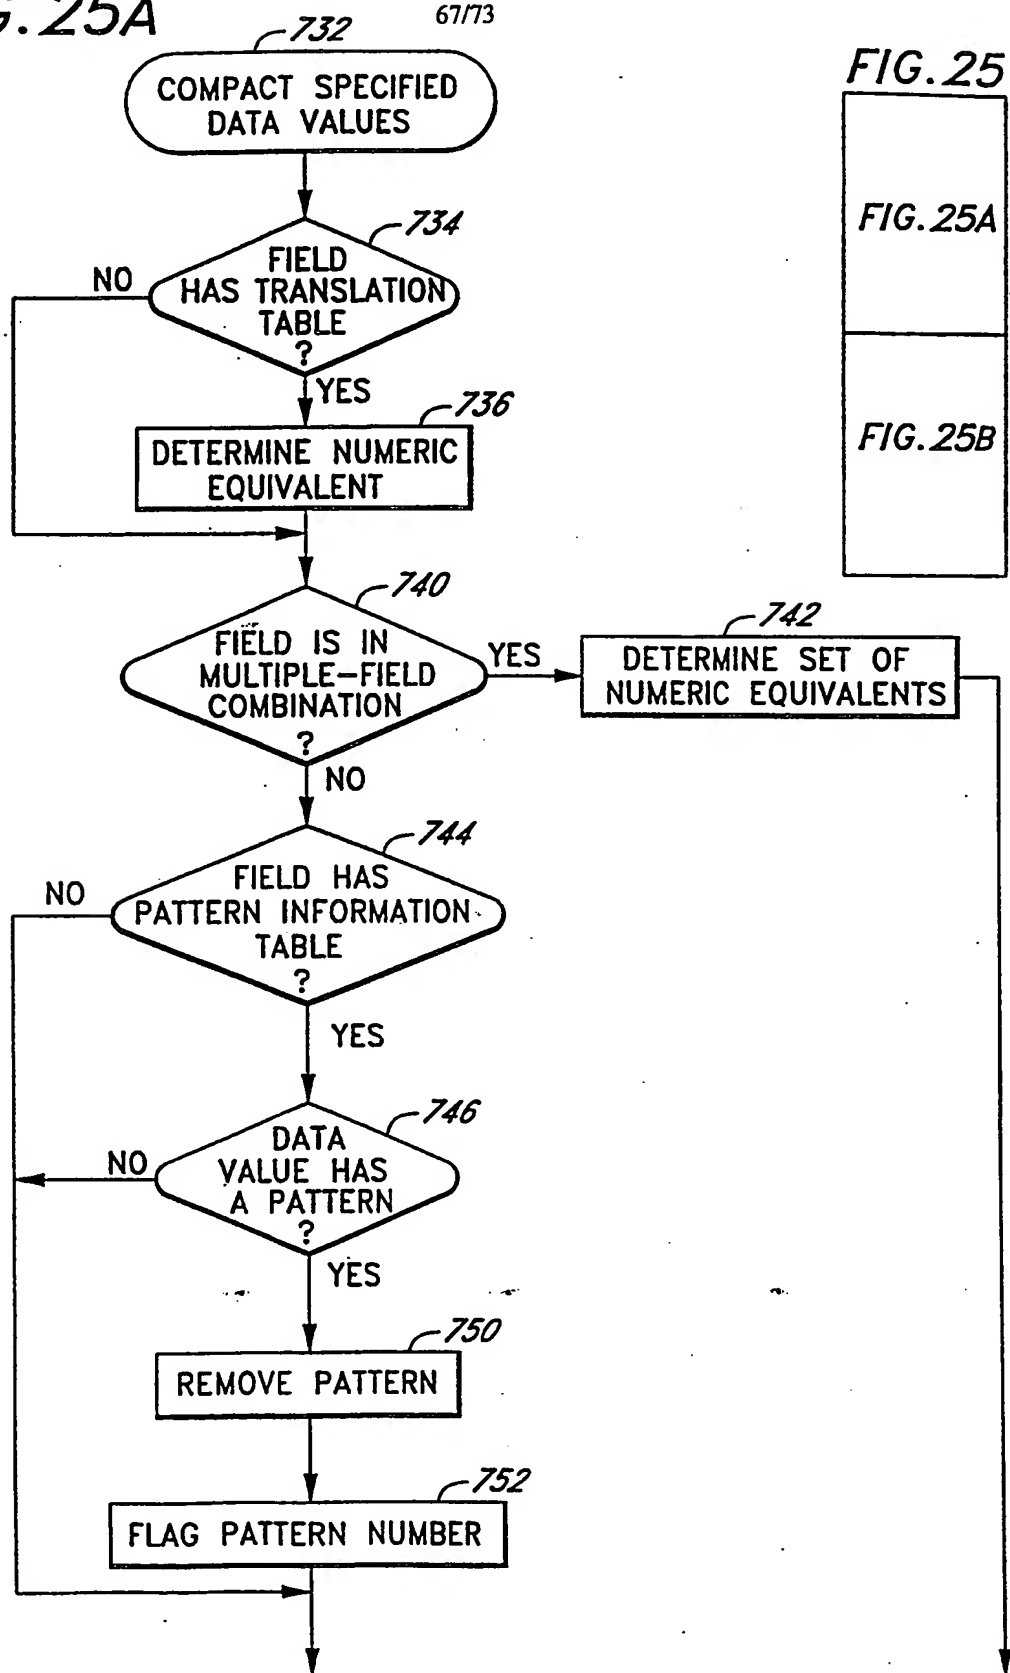 G. 25A
67/73
732
COMPACT SPECIFIED
DATA VALUES
FIG. 25
FIG. 25A
FIG. 25B
734
FIELD
HAS TRANSLATION
TABLE
?
NO
YES
736
DETERMINE NUMERIC
EQUIVALENT
740
FIELD IS IN
MULTIPLE-FIELD
COMBINATION
?
YES
742
DETERMINE SET OF
NUMERIC EQUIVALENTS
NO
744
FIELD HAS
PATTERN INFORMATION
TABLE
?
NO
YES
746
DATA
VALUE HAS
A PATTERN
?
NO
YES
750
REMOVE PATTERN
752
FLAG PATTERN NUMBER